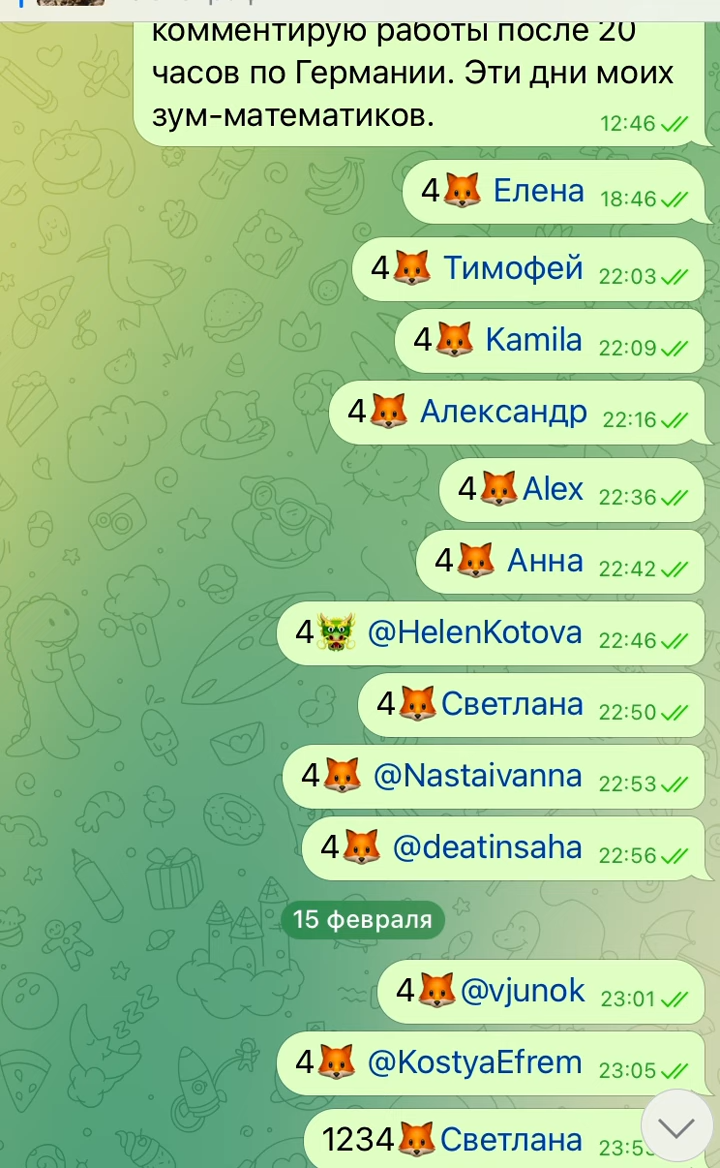 комментирую работы после 20
часов по Германии. Эти дни моих
зум-математиков.
12:46
4🦊 Елена 18:46
4🦊 Тимофей 22:03
4🦊 Kamila 22:09
4🦊 Александр 22:16
4🦊Alex 22:36
4🦊 Анна 22:42
4🐲 @HelenKotova 22:46
4🦊Светлана 22:50
4🦊 @Nastaivanna 22:53
4🦊 @deatinsaha 22:56
15 февраля
4🦊@vjunok 23:01
4🦊 @KostyaEfrem 23:05
1234🦊Светлана